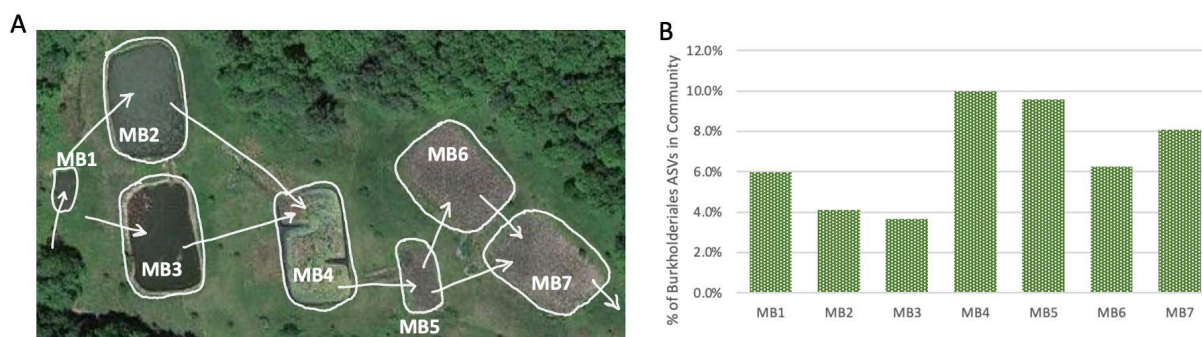 A
MB1
MB2
MB3
MB4
MB5
MB6
MB7
B
% of Burkholderiales ASVs in Community
12.0%
10.0%
8.0%
6.0%
4.0%
2.0%
0.0%
MB1 MB2 MB3 MB4 MB5 MB6 MB7